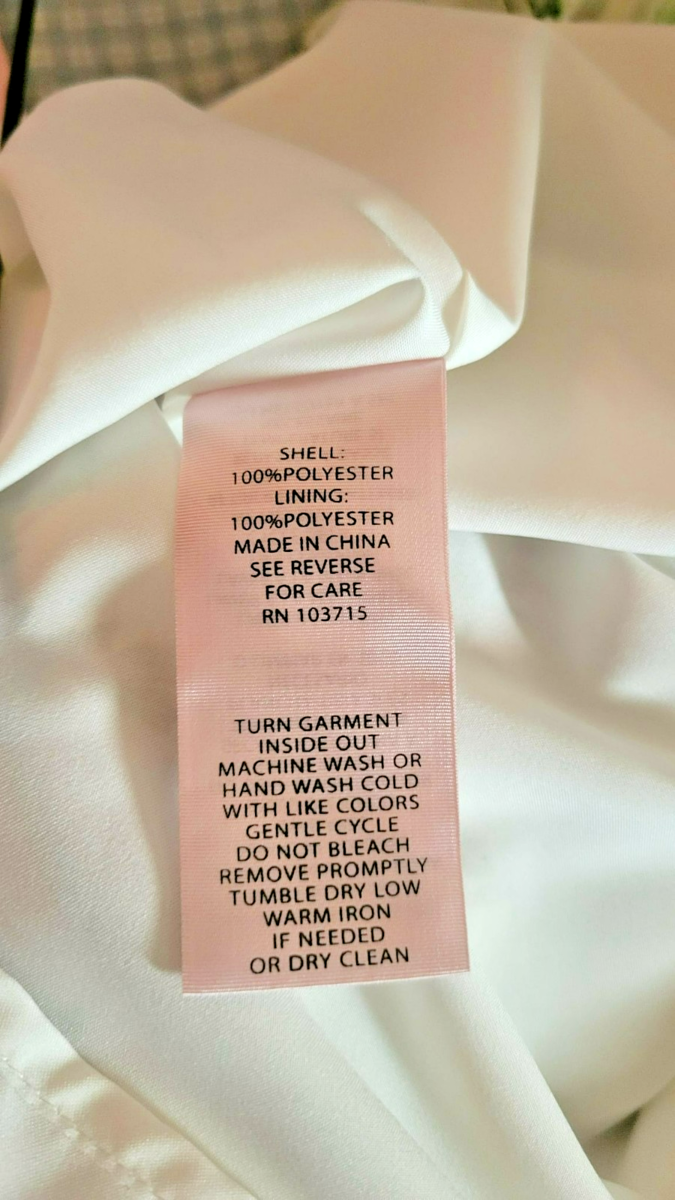 SHELL:
100%POLYESTER
LINING:
100%POLYESTER
MADE IN CHINA
SEE REVERSE
FOR CARE
RN 103715
TURN GARMENT
INSIDE OUT
MACHINE WASH OR
HAND WASH COLD
WITH LIKE COLORS
GENTLE CYCLE
DO NOT BLEACH
REMOVE PROMPTLY
TUMBLE DRY LOW
WARM IRON
IF NEEDED
OR DRY CLEAN